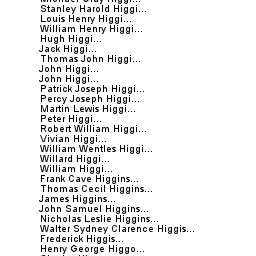 Stanley Harold Higgi...
Louis Henry Higgi...
William Henry Higgi...
Hugh Higgi...
Jack Higgi...
Thomas John Higgi...
John Higgi...
John Higgi...
Patrick Joseph Higgi...
Percy Joseph Higgi...
Martin Lewis Higgi...
Peter Higgi...
Robert William Higgi...
Vivian Higgi...
William Wentles Higgi...
Willard Higgi...
William Higgi...
Frank Cave Higgins...
Thomas Cecil Higgins...
James Higgins...
John Samuel Higgins...
Nicholas Leslie Higgins...
Walter Sydney Clarence Higgis...
Frederick Higgis...
Henry George Higgo...